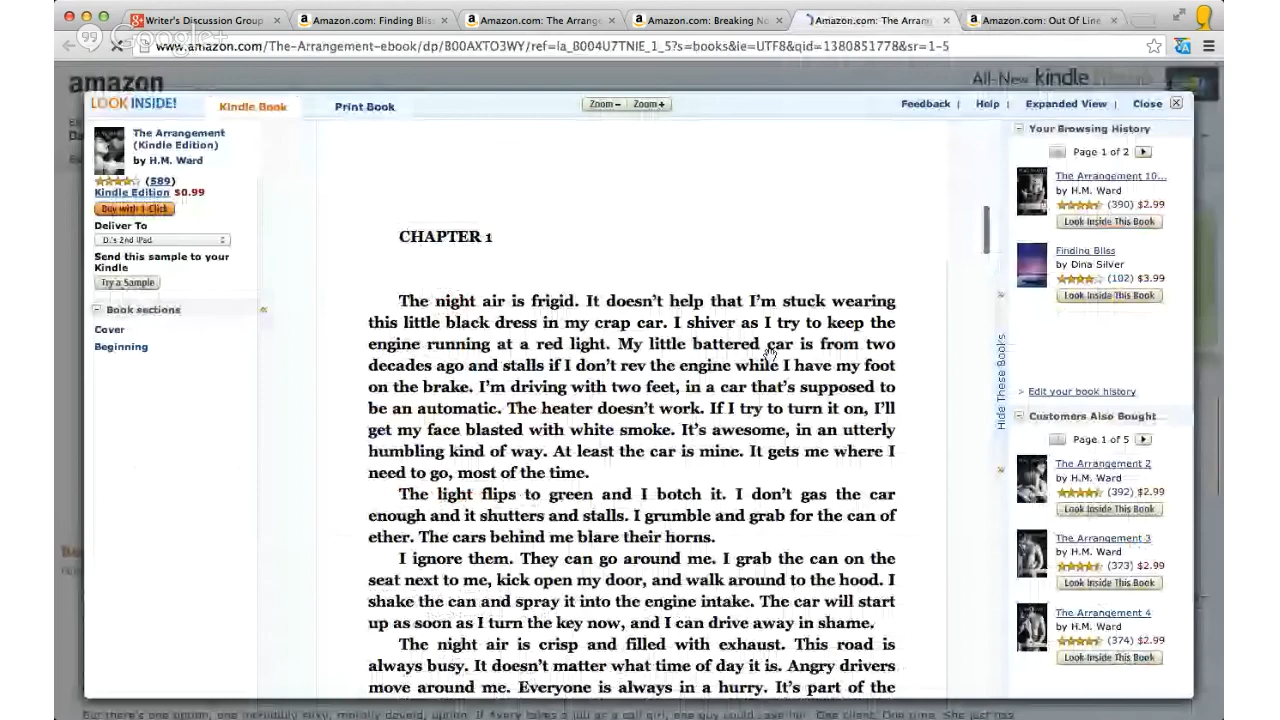 Writer's Discussion Group
Amazon.com: Finding Blis
Amazon.com: The Arrange
Amazon.com: Breaking No
Amazon.com: The Arran
Amazon.com: Out Of Line
Google+
www.amazon.com/The-Arrangement-ebook/dp/B00AXTO3WY/ref=la_B004U7TNIE_1_5?s=books&ie=UTF8&qid=1380851778&sr=1-5
amazon
All-New kindle
LOOK INSIDE!
Kindle Book
Print Book
Zoom-
Zoom+
Feedback |
Help |
Expanded View |
Close
The Arrangement
(Kindle Edition)
by H.M. Ward
(589)
Kindle Edition $0.99
Buy with 1 Click
Deliver To
D.'s 2nd iPad
Send this sample to your
Kindle
Try a Sample
Book sections
Cover
Beginning
CHAPTER 1
The night air is frigid. It doesn't help that I'm stuck wearing
this little black dress in my crap car. I shiver as I try to keep the
engine running at a red light. My little battered car is from two
decades ago and stalls if I don't rev the engine while I have my foot
on the brake. I'm driving with two feet, in a car that's supposed to
be an automatic. The heater doesn't work. If I try to turn it on, I'll
get my face blasted with white smoke. It's awesome, in an utterly
humbling kind of way. At least the car is mine. It gets me where I
need to go, most of the time.
The light flips to green and I botch it. I don't gas the car
enough and it shutters and stalls. I grumble and grab for the can of
ether. The cars behind me blare their horns.
I ignore them. They can go around me. I grab the can on the
seat next to me, kick open my door, and walk around to the hood. I
shake the can and spray it into the engine intake. The car will start
up as soon as I turn the key now, and I can drive away in shame.
The night air is crisp and filled with exhaust. This road is
always busy. It doesn't matter what time of day it is. Angry drivers
move around me. Everyone is always in a hurry. It's part of the
Hide These Books
Your Browsing History
Page 1 of 2
The Arrangement 10...
by H.M. Ward
(390) $2.99
Look Inside This Book
Finding Bliss
by Dina Silver
(102) $3.99
Look Inside This Book
> Edit your book history
Customers Also Bought
Page 1 of 5
The Arrangement 2
by H.M. Ward
(392) $2.99
Look Inside This Book
The Arrangement 3
by H.M. Ward
(373) $2.99
Look Inside This Book
The Arrangement 4
by H.M. Ward
(374) $2.99
Look Inside This Book